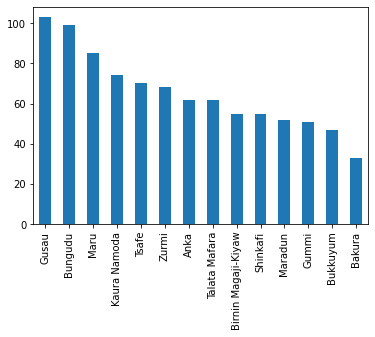 100
80
60
40
20
0
Gusau
Bungudu
Maru
Kaura Namoda
Tsafe
Zurmi
Anka
Talata Mafara
Birnin Magaji-Kiyaw
Shinkafi
Maradun
Gummi
Bukkuyum
Bakura